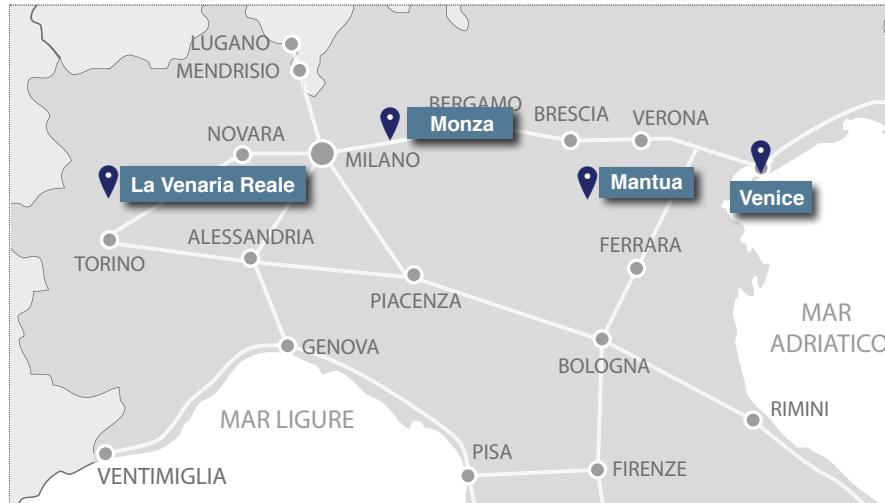 LUGANO
MENDRISIO
BERGAMO
Monza
BRESCIA
VERONA
NOVARA
MILANO
La Venaria Reale
Mantua
Venice
ALESSANDRIA
TORINO
FERRARA
PIACENZA
MAR
ADRIATICO
GENOVA
BOLOGNA
RIMINI
MAR LIGURE
PISA
VENTIMIGLIA
FIRENZE